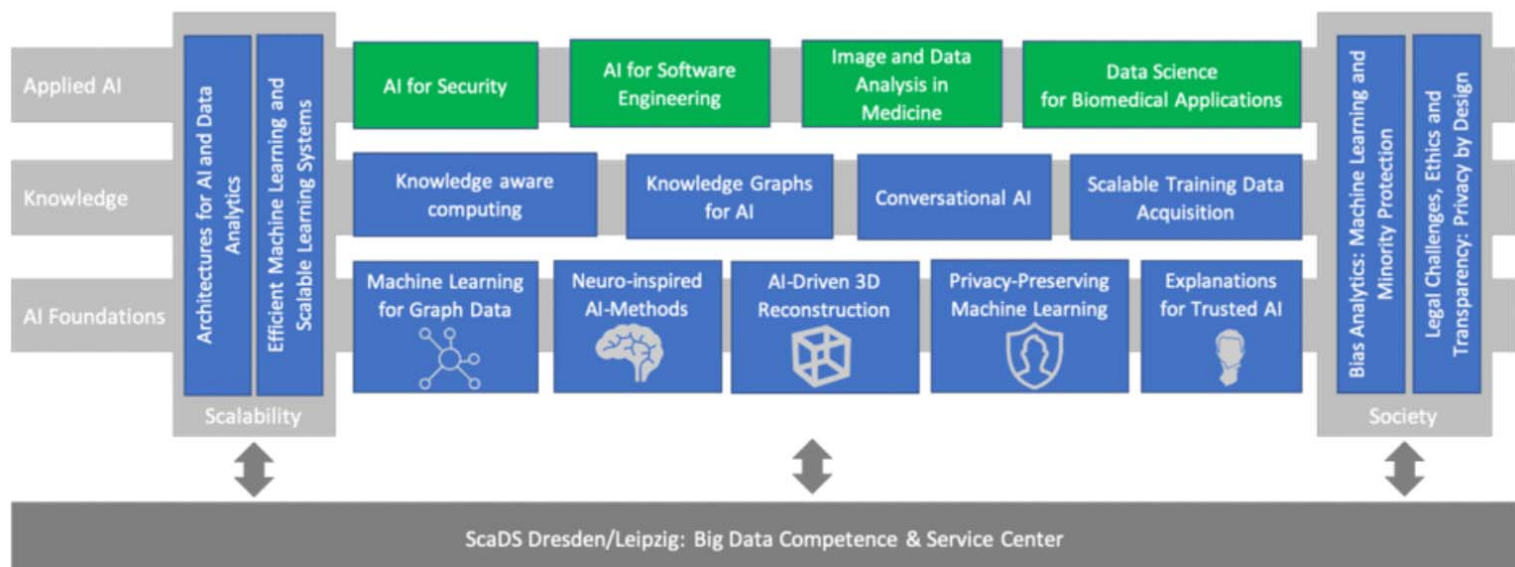 Applied AI
Architectures for AI and Data
Analytics
Efficient Machine Learning and
Scalable Learning Systems
AI for Security
AI for Software
Engineering
Image and Data
Analysis in
Medicine
Data Science
for Biomedical Applications
Knowledge
Knowledge aware
computing
Knowledge Graphs
for AI
Conversational AI
Scalable Training Data
Acquisition
AI Foundations
Machine Learning
for Graph Data
Neuro-inspired
AI-Methods
AI-Driven 3D
Reconstruction
Privacy-Preserving
Machine Learning
Explanations
for Trusted AI
Bias Analytics: Machine Learning and
Minority Protection
Legal Challenges, Ethics and
Transparency: Privacy by Design
Scalability
Society
ScaDS Dresden/Leipzig: Big Data Competence & Service Center